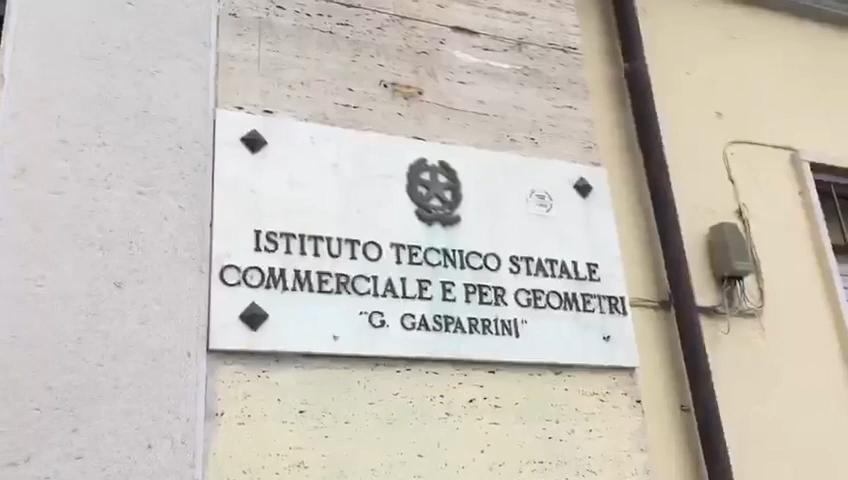 ISTITUTO TECNICO STATALE
COMMERCIALE E PER GEOMETRI
"G. GASPARRINI"